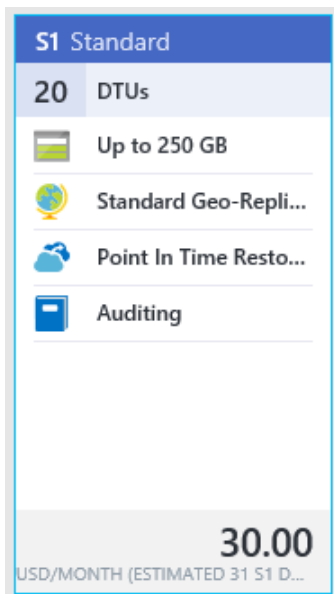 S1 Standard
20 DTUs
Up to 250 GB
Standard Geo-Repli...
Point In Time Resto...
Auditing
30.00
USD/MONTH (ESTIMATED 31 S1 D...